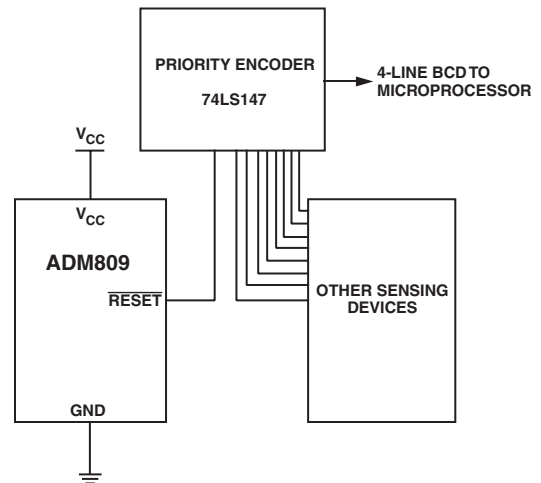 PRIORITY ENCODER
74LS147
4-LINE BCD TO
MICROPROCESSOR
VCC
VCC
ADM809
RESET
OTHER SENSING
DEVICES
GND